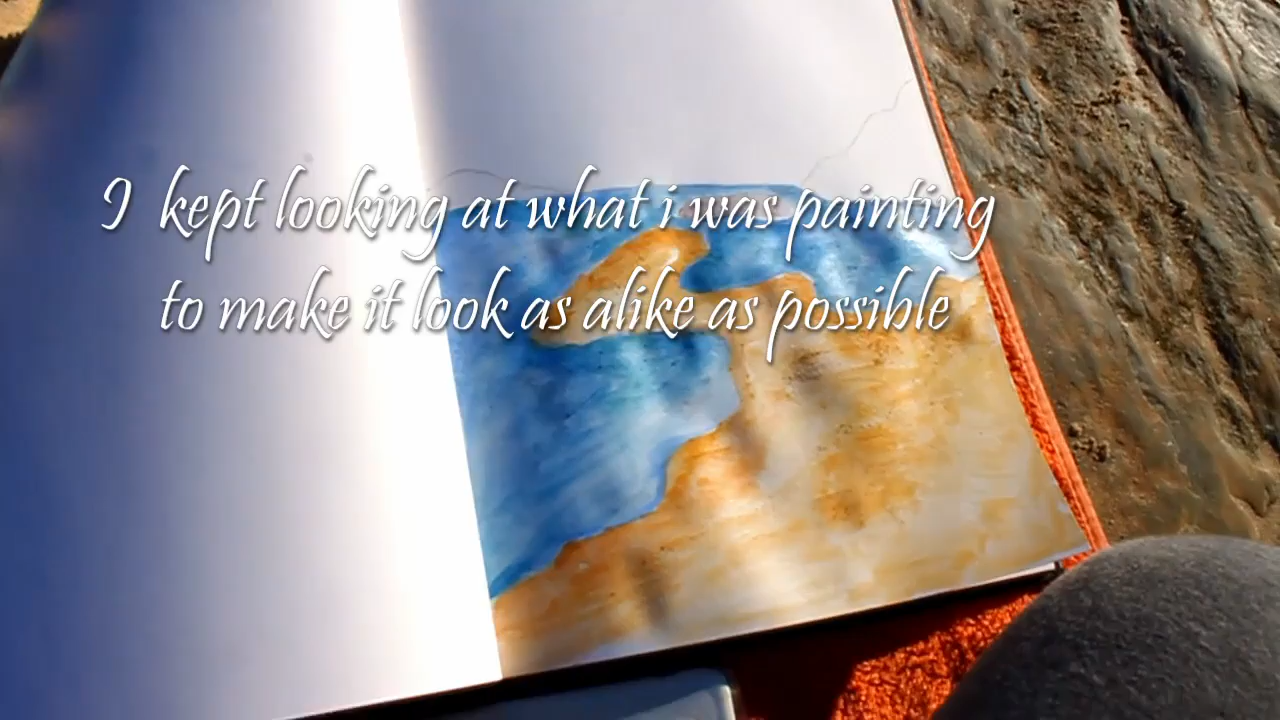 I kept looking at what i was painting
to make it look as alike as possible